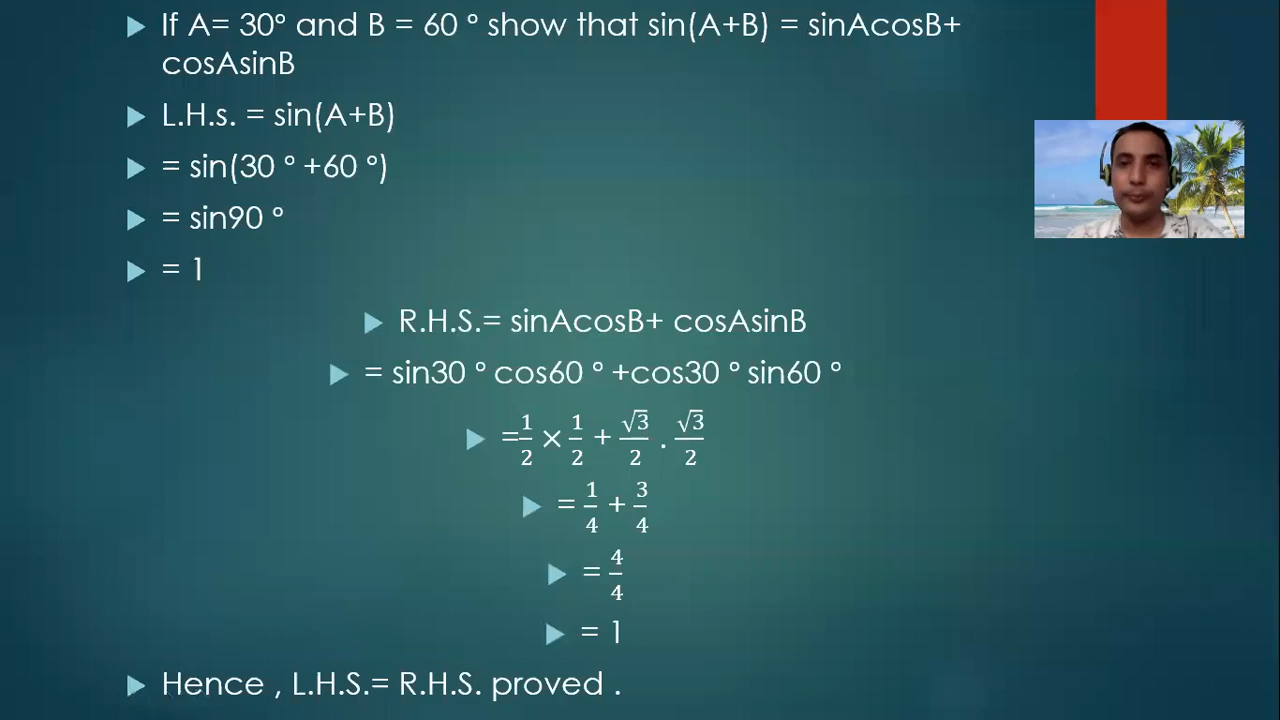 If A= 30° and B = 60 ° show that sin(A+B) = sinAcosB+
cosAsinB
L.H.s. = sin(A+B)
= sin(30 ° +60 °)
= sin90 °
= 1
R.H.S.= sinAcosB+ cosAsinB
= sin30 ° cos60 ° +cos30 ° sin60 °
=1/2 × 1/2 + √3/2 . √3/2
= 1/4 + 3/4
= 4/4
= 1
Hence , L.H.S.= R.H.S. proved .